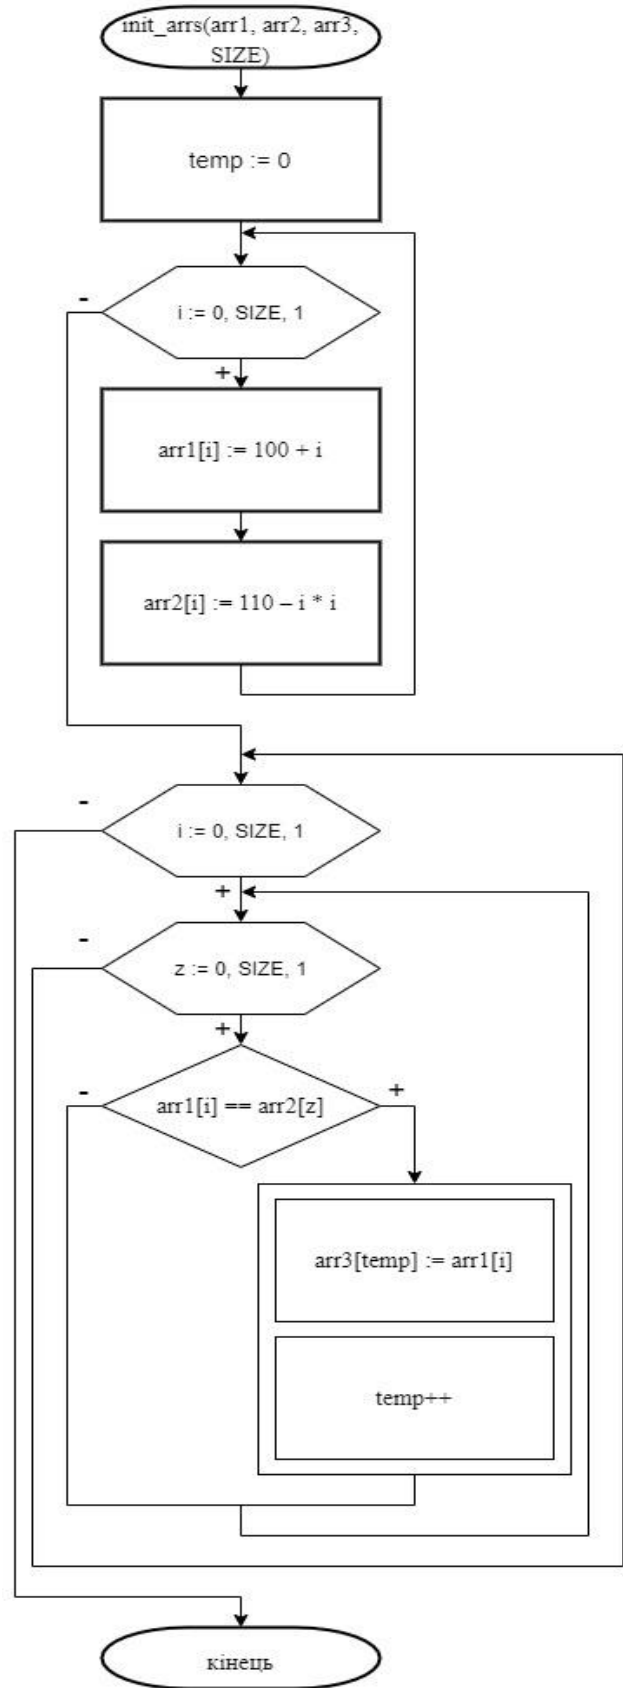 init_arrs(arr1, arr2, arr3,
SIZE)
temp := 0
-
i := 0, SIZE, 1
+
arr1[i] := 100 + i
arr2[i] := 110 – i * i
-
i := 0, SIZE, 1
+
-
z := 0, SIZE, 1
+
-
arr1[i] == arr2[z]
+
arr3[temp] := arr1[i]
temp++
кінець